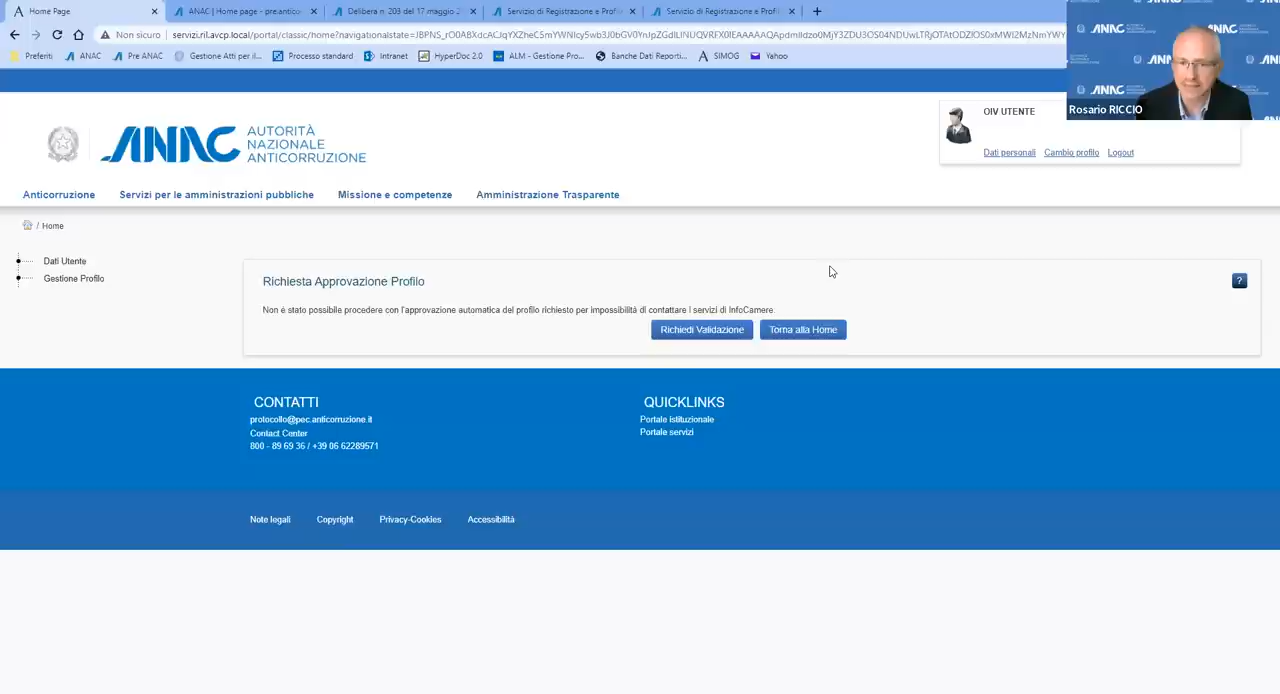 Home Page
ANAC | Home page - preantico
Delibera n. 203 del 17 maggio 2
Servizio di Registrazione e Profi
Servizio di Registrazione e Profi
Non sicuro
Preferiti
ANAC
Pre ANAC
Gestione Atti per il...
Processo standard
Intranet
HyperDoc 2.0
ALM - Gestione Pro...
Banche Dati Reporti...
SIMOG
Yahoo
Rosario RICCIO
OIV UTENTE
Dati personali Cambio profilo Logout
ANAC
AUTORITÀ
NAZIONALE
ANTICORRUZIONE
Anticorruzione Servizi per le amministrazioni pubbliche Missione e competenze Amministrazione Trasparente
/ Home
Dati Utente
Gestione Profilo
Richiesta Approvazione Profilo
?
Non è stato possibile procedere con l'approvazione automatica del profilo richiesto per impossibilità di contattare i servizi di InfoCamere.
Richiedi Validazione Torna alla Home
CONTATTI
protocollo@pec.anticorruzione.it
Contact Center
800 - 89 69 36 / +39 06 62289571
QUICKLINKS
Portale istituzionale
Portale servizi
Note legali Copyright Privacy-Cookies Accessibilità